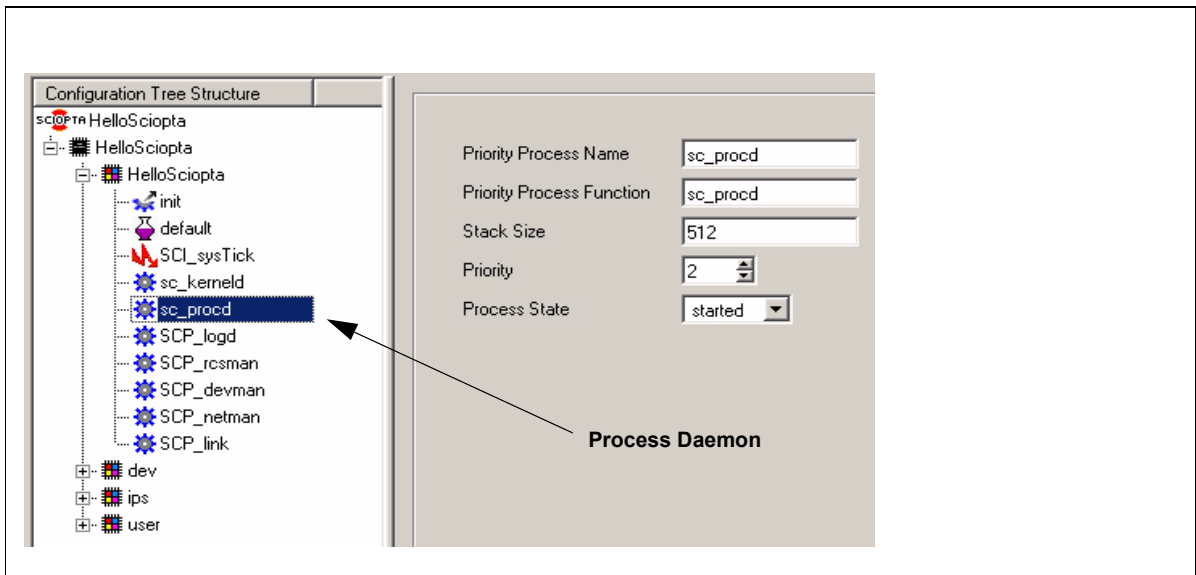 Configuration Tree Structure
SCIOPTA HelloSciopta
HelloSciopta
HelloSciopta
init
default
SCI_sysTick
sc_kerneld
sc_procd
SCP_logd
SCP_rcsman
SCP_devman
SCP_netman
SCP_link
dev
ips
user
Priority Process Name sc_procd
Priority Process Function sc_procd
Stack Size 512
Priority 2
Process State started
Process Daemon